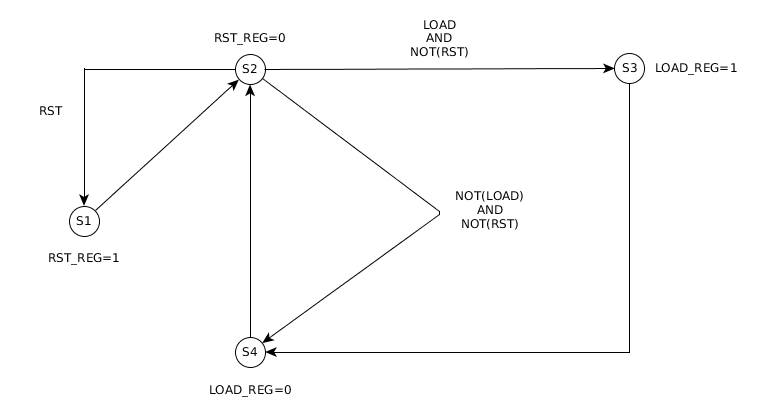 LOAD
AND
NOT(RST)
RST_REG=0
S2
S3
LOAD_REG=1
RST
NOT(LOAD)
AND
NOT(RST)
S1
RST_REG=1
S4
LOAD_REG=0